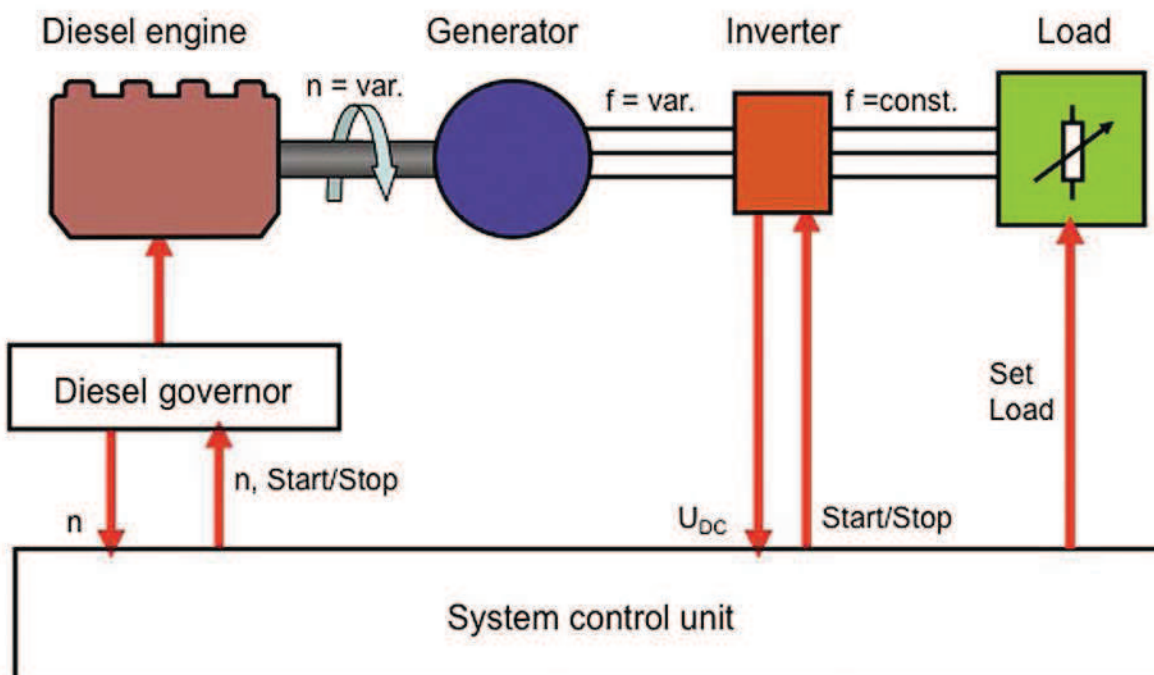 Diesel engine
Generator
Inverter
Load
n = var.
f = var.
f =const.
Diesel governor
Set
Load
n, Start/Stop
n
U_DC
Start/Stop
System control unit